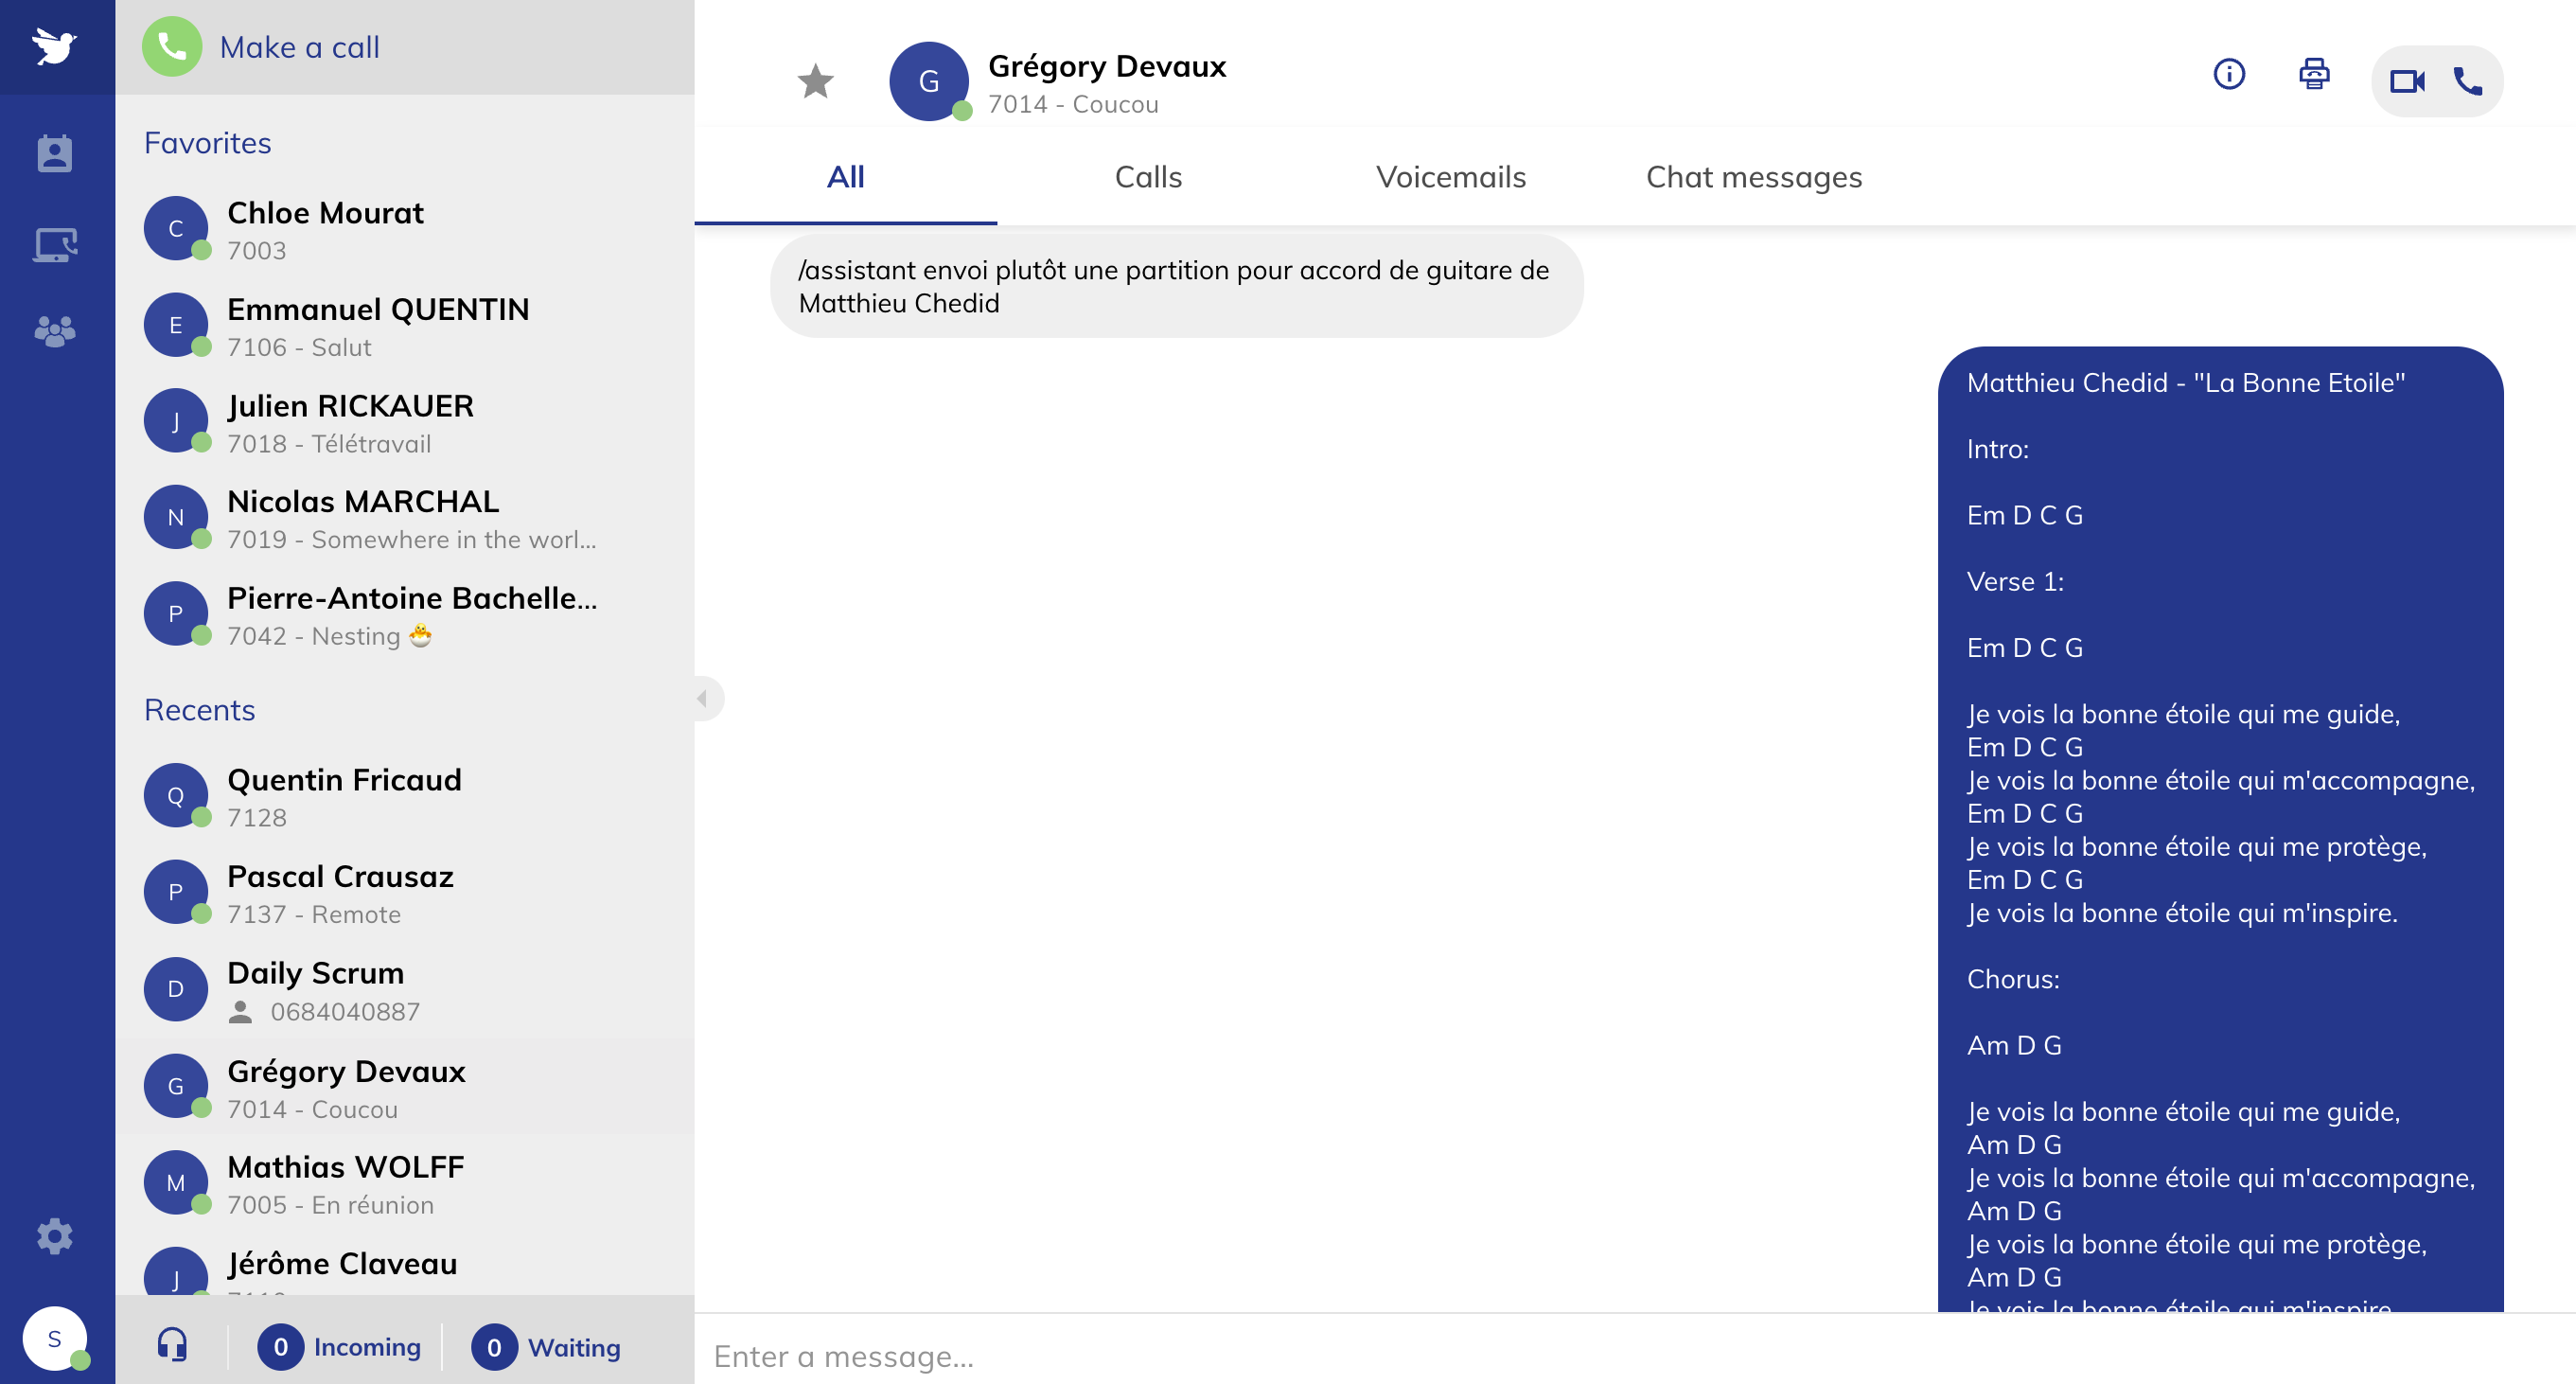 Make a call
Favorites
C
Chloe Mourat
7003
E
Emmanuel QUENTIN
7106 - Salut
J
Julien RICKAUER
7018 - Télétravail
N
Nicolas MARCHAL
7019 - Somewhere in the worl...
P
Pierre-Antoine Bachelle...
7042 - Nesting 🐣
Recents
Q
Quentin Fricaud
7128
P
Pascal Crausaz
7137 - Remote
D
Daily Scrum
0684040887
G
Grégory Devaux
7014 - Coucou
M
Mathias WOLFF
7005 - En réunion
J
Jérôme Claveau
S
0 Incoming
0 Waiting
G
Grégory Devaux
7014 - Coucou
All
Calls
Voicemails
Chat messages
/assistant envoi plutôt une partition pour accord de guitare de
Matthieu Chedid
Matthieu Chedid - "La Bonne Etoile"
Intro:
Em D C G
Verse 1:
Em D C G
Je vois la bonne étoile qui me guide,
Em D C G
Je vois la bonne étoile qui m'accompagne,
Em D C G
Je vois la bonne étoile qui me protège,
Em D C G
Je vois la bonne étoile qui m'inspire.
Chorus:
Am D G
Je vois la bonne étoile qui me guide,
Am D G
Je vois la bonne étoile qui m'accompagne,
Am D G
Je vois la bonne étoile qui me protège,
Am D G
Je vois la bonne étoile qui m'inspire
Enter a message...